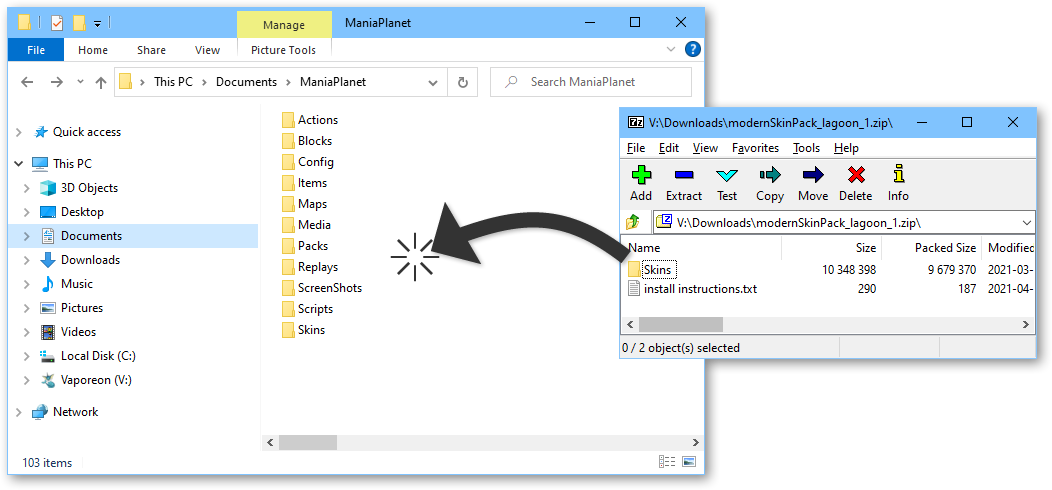 Manage
ManiaPlanet
File
Home
Share
View
Picture Tools
This PC
Documents
ManiaPlanet
Search ManiaPlanet
Quick access
This PC
3D Objects
Desktop
Documents
Downloads
Music
Pictures
Videos
Local Disk (C:)
Vaporeon (V:)
Network
Actions
Blocks
Config
Items
Maps
Media
Packs
Replays
ScreenShots
Scripts
Skins
103 items
7z V:\Downloads\modernSkinPack_lagoon_1.zip\
File Edit View Favorites Tools Help
Add Extract Test Copy Move Delete Info
V:\Downloads\modernSkinPack_lagoon_1.zip\
Name Size Packed Size Modified
Skins 10 348 398 9 679 370 2021-03-
install instructions.txt 290 187 2021-04-
0 / 2 object(s) selected